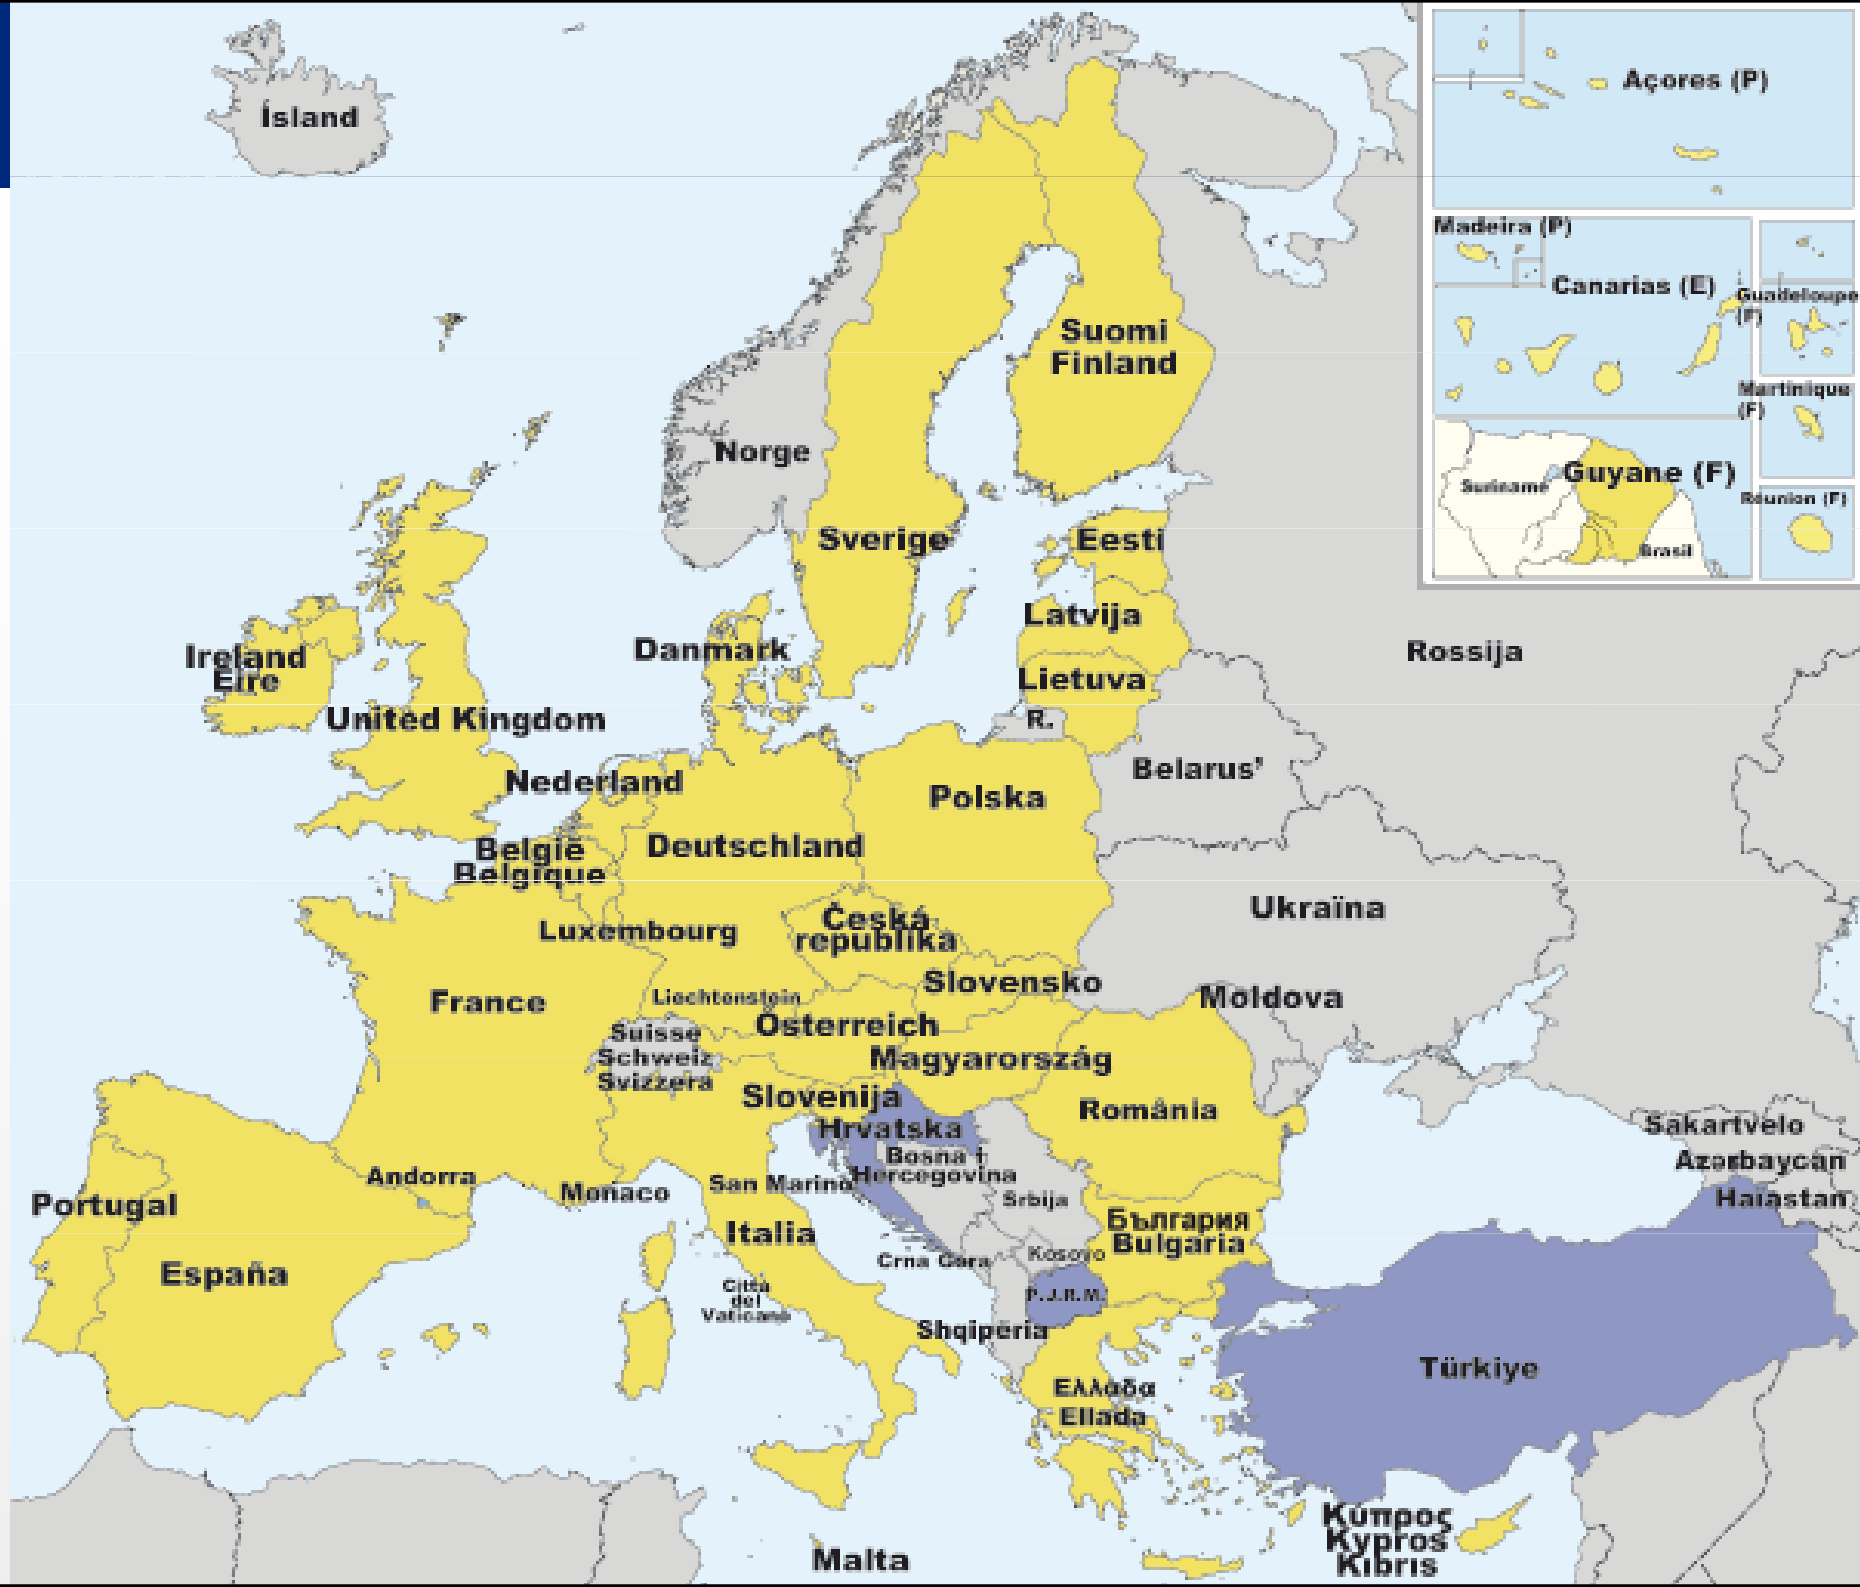 Ísland
Açores (P)
Madeira (P)
Canarias (E)
Guadeloupe
(F)
Martinique
(F)
Guyane (F)
Suriname
Brasil
Réunion (F)
Suomi
Finland
Norge
Sverige
Eesti
Latvija
Lietuva
R.
Danmark
Ireland
Éire
United Kingdom
Rossija
Nederland
Belarus’
Polska
België
Belgique
Deutschland
Ukraïna
Luxembourg
Česká
republika
Slovensko
France
Liechtenstein
Moldova
Österreich
Suisse
Schweiz
Svizzera
Magyarország
Slovenija
România
Hrvatska
Bosna i
Hercegovina
Sakartvelo
Azərbaycan
Haïastan
Andorra
Monaco
San Marino
Srbija
Portugal
Italia
България
Bulgaria
España
Crna Gora
Kosovo
Città
del
Vaticano
P.J.R.M.
Shqipëria
Türkiye
Ελλάδα
Ellada
Κύπρος
Kypros
Kibris
Malta